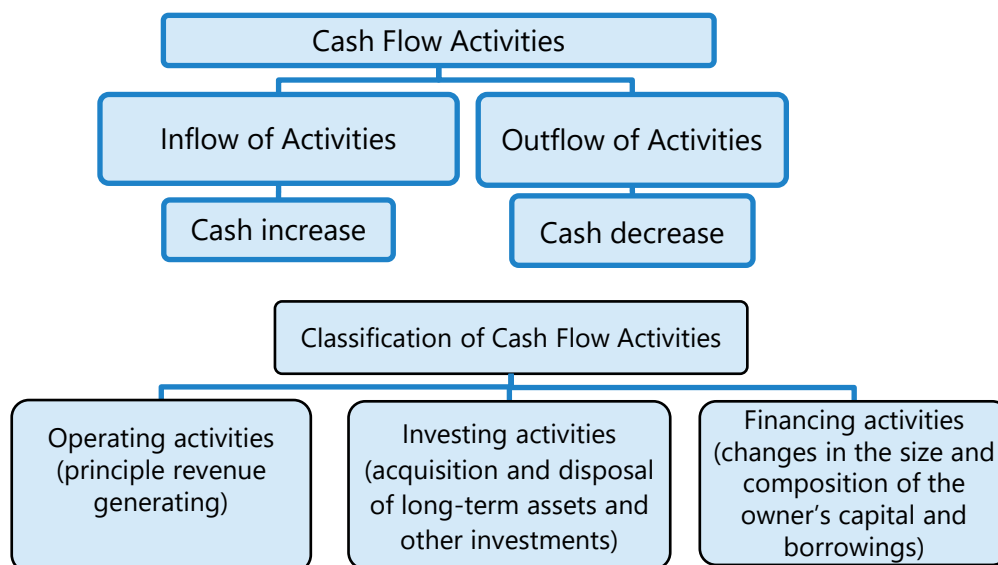 Cash Flow Activities
Inflow of Activities
Outflow of Activities
Cash increase
Cash decrease
Classification of Cash Flow Activities
Operating activities
(principle revenue
generating)
Investing activities
(acquisition and disposal
of long-term assets and
other investments)
Financing activities
(changes in the size and
composition of the
owner’s capital and
borrowings)